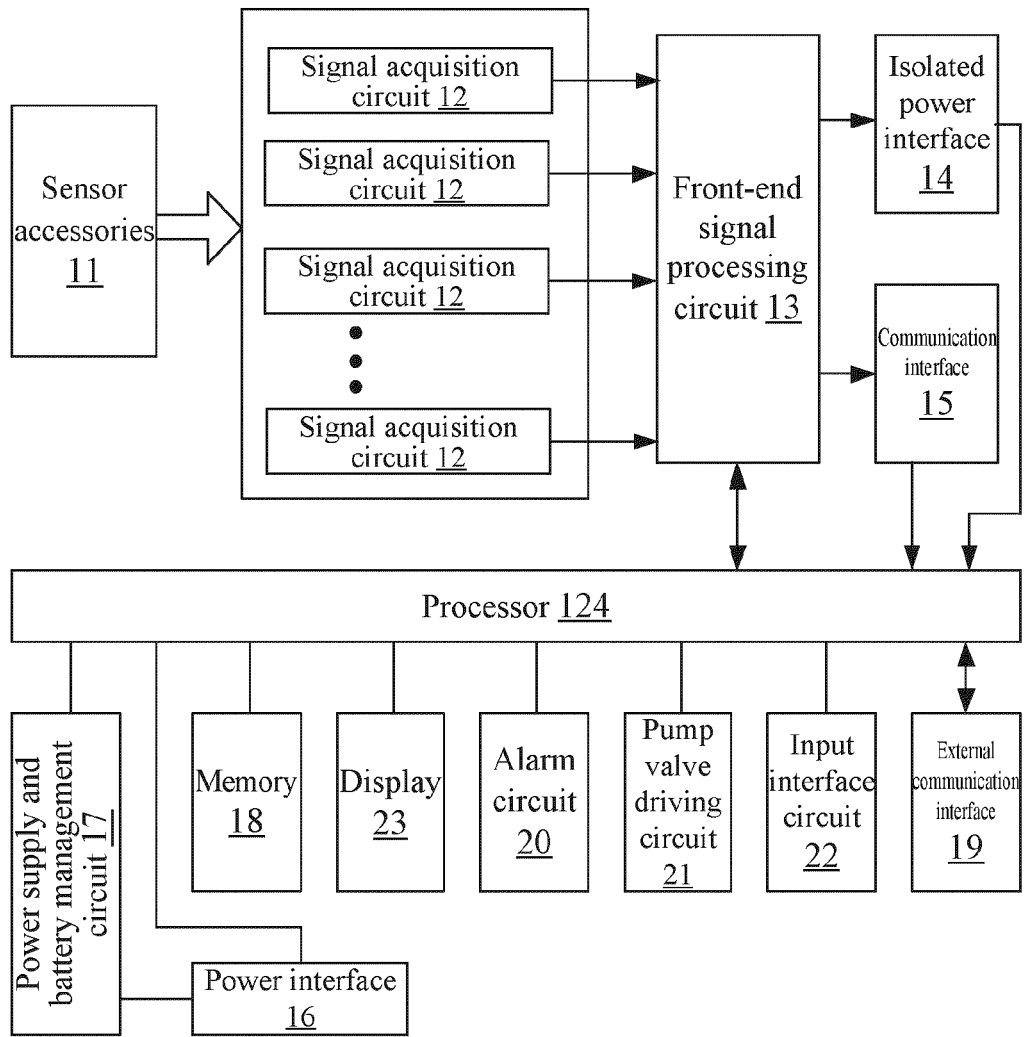 Sensor
accessories
11
Signal acquisition
circuit 12
Signal acquisition
circuit 12
Signal acquisition
circuit 12
Signal acquisition
circuit 12
Front-end
signal
processing
circuit 13
Isolated
power
interface
14
Communication
interface
15
Processor 124
Power supply and
battery management
circuit 17
Memory
18
Display
23
Alarm
circuit
20
Pump
valve
driving
circuit
21
Input
interface
circuit
22
External
communication
interface
19
Power interface
16